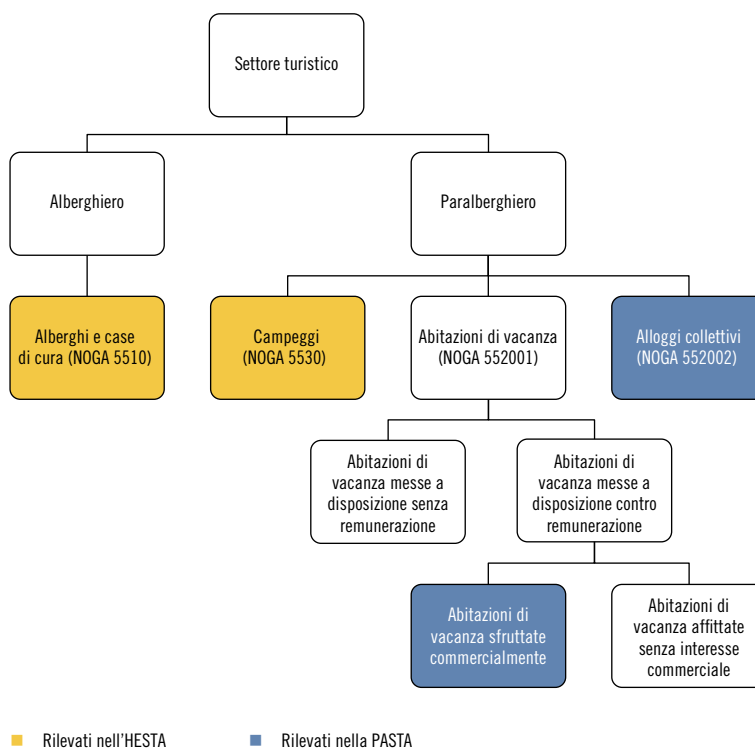 Settore turistico
Alberghiero
Paralberghiero
Alberghi e case
di cura (NOGA 5510)
Campeggi
(NOGA 5530)
Abitazioni di vacanza
(NOGA 552001)
Alloggi collettivi
(NOGA 552002)
Abitazioni di
vacanza messe a
disposizione senza
remunerazione
Abitazioni di
vacanza messe a
disposizione contro
remunerazione
Abitazioni di
vacanza sfruttate
commercialmente
Abitazioni di
vacanza affittate
senza interesse
commerciale
Rilevati nell'HESTA
Rilevati nella PASTA